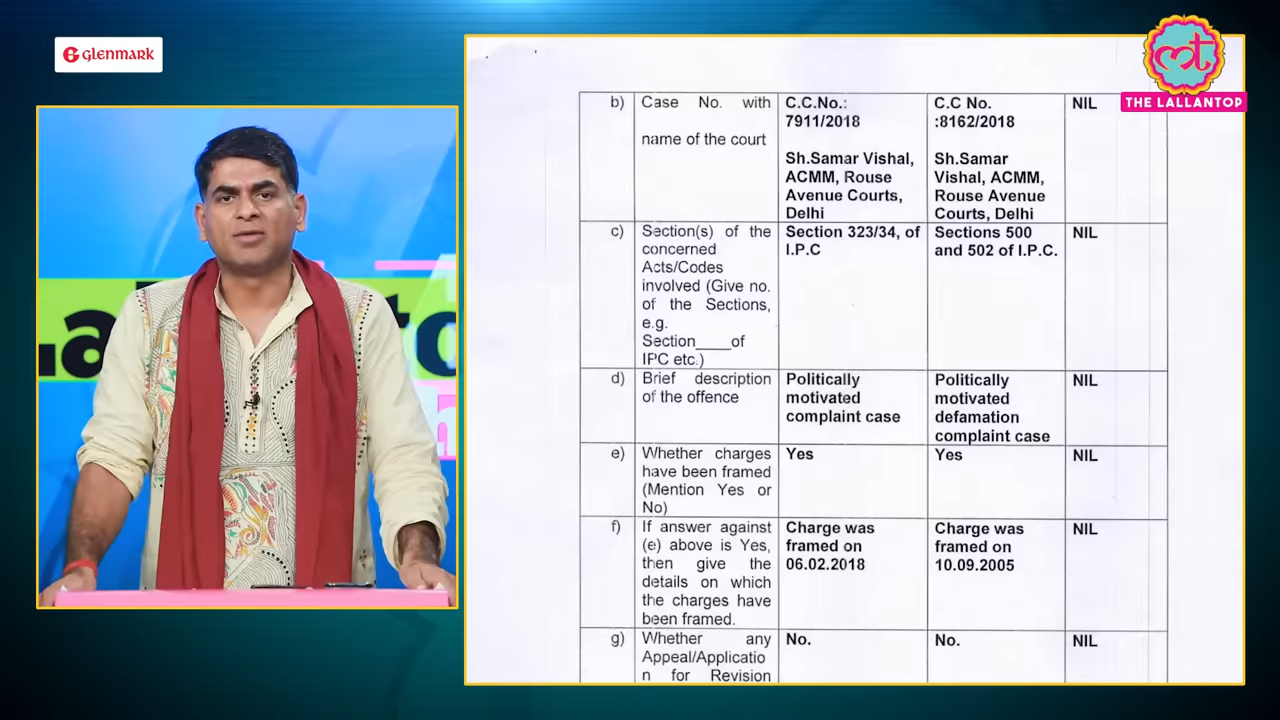 GLENMARK
THE LALLANTOP
b)
Case No. with
name of the court
C.C.No.:
7911/2018
Sh.Samar Vishal,
ACMM, Rouse
Avenue Courts,
Delhi
C.C No.
:8162/2018
Sh.Samar
Vishal, ACMM,
Rouse Avenue
Courts, Delhi
NIL
c)
Section(s) of the
concerned
Acts/Codes
involved (Give no.
of the Sections,
e.g.
Section____of
IPC etc.)
Section 323/34, of
I.P.C
Sections 500
and 502 of I.P.C.
NIL
d)
Brief description
of the offence
Politically
motivated
complaint case
Politically
motivated
defamation
complaint case
NIL
e)
Whether charges
have been framed
(Mention Yes or
No)
Yes
Yes
NIL
f)
If answer against
(e) above is Yes,
then give the
details on which
the charges have
been framed.
Charge was
framed on
06.02.2018
Charge was
framed on
10.09.2005
NIL
g)
Whether any
Appeal/Applicatio
n for Revision
No.
No.
NIL